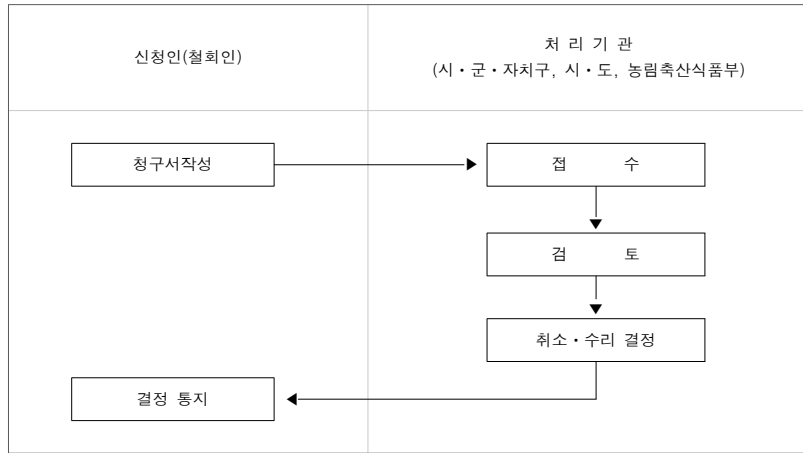 신청인(철회인)
처 리 기 관
(시・군・자치구, 시・도, 농림축산식품부)
청구서작성
접 수
검 토
취소・수리 결정
결정 통지